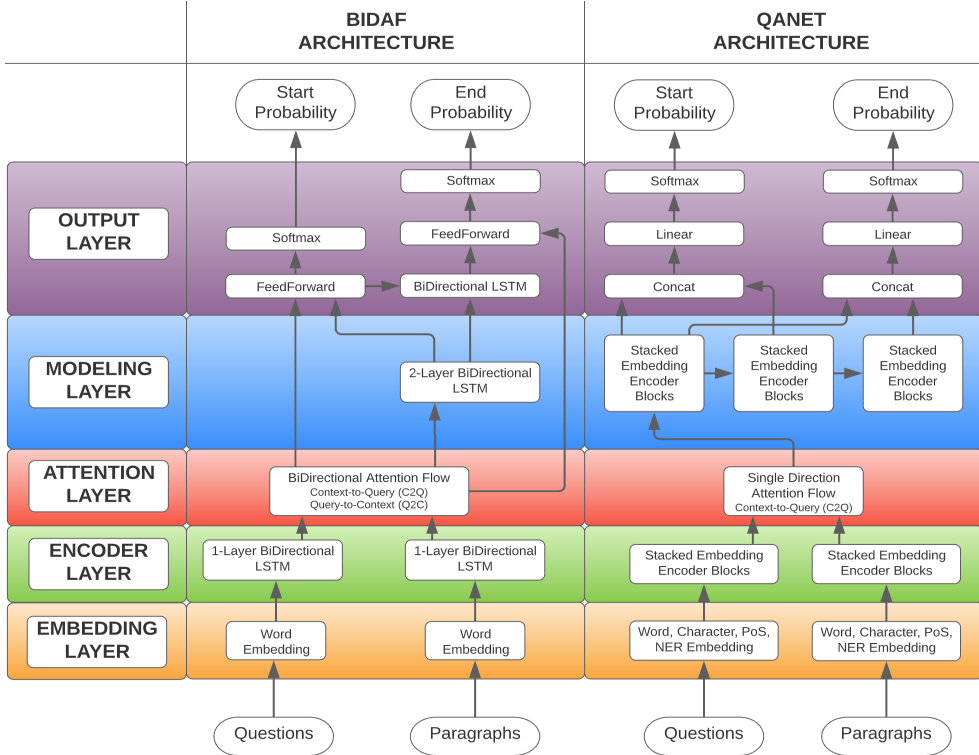 BIDAF
ARCHITECTURE
QANET
ARCHITECTURE
Start
Probability
End
Probability
Start
Probability
End
Probability
OUTPUT
LAYER
Softmax
FeedForward
Softmax
FeedForward
BiDirectional LSTM
Softmax
Linear
Concat
Softmax
Linear
Concat
MODELING
LAYER
2-Layer BiDirectional
LSTM
Stacked
Embedding
Encoder
Blocks
Stacked
Embedding
Encoder
Blocks
Stacked
Embedding
Encoder
Blocks
ATTENTION
LAYER
BiDirectional Attention Flow
Context-to-Query (C2Q)
Query-to-Context (Q2C)
Single Direction
Attention Flow
Context-to-Query (C2Q)
ENCODER
LAYER
1-Layer BiDirectional
LSTM
1-Layer BiDirectional
LSTM
Stacked Embedding
Encoder Blocks
Stacked Embedding
Encoder Blocks
EMBEDDING
LAYER
Word
Embedding
Word
Embedding
Word, Character, PoS,
NER Embedding
Word, Character, PoS,
NER Embedding
Questions
Paragraphs
Questions
Paragraphs